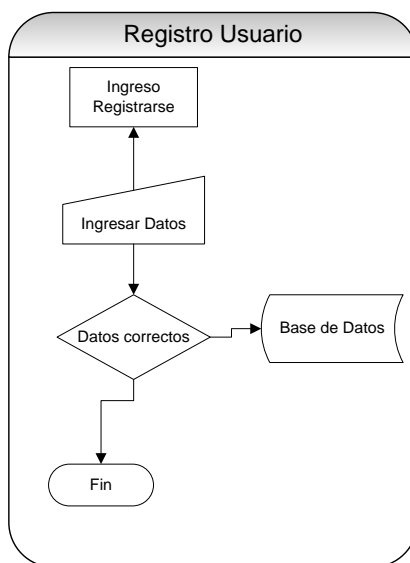 Registro Usuario
Ingreso
Registrarse
Ingresar Datos
Datos correctos
Base de Datos
Fin